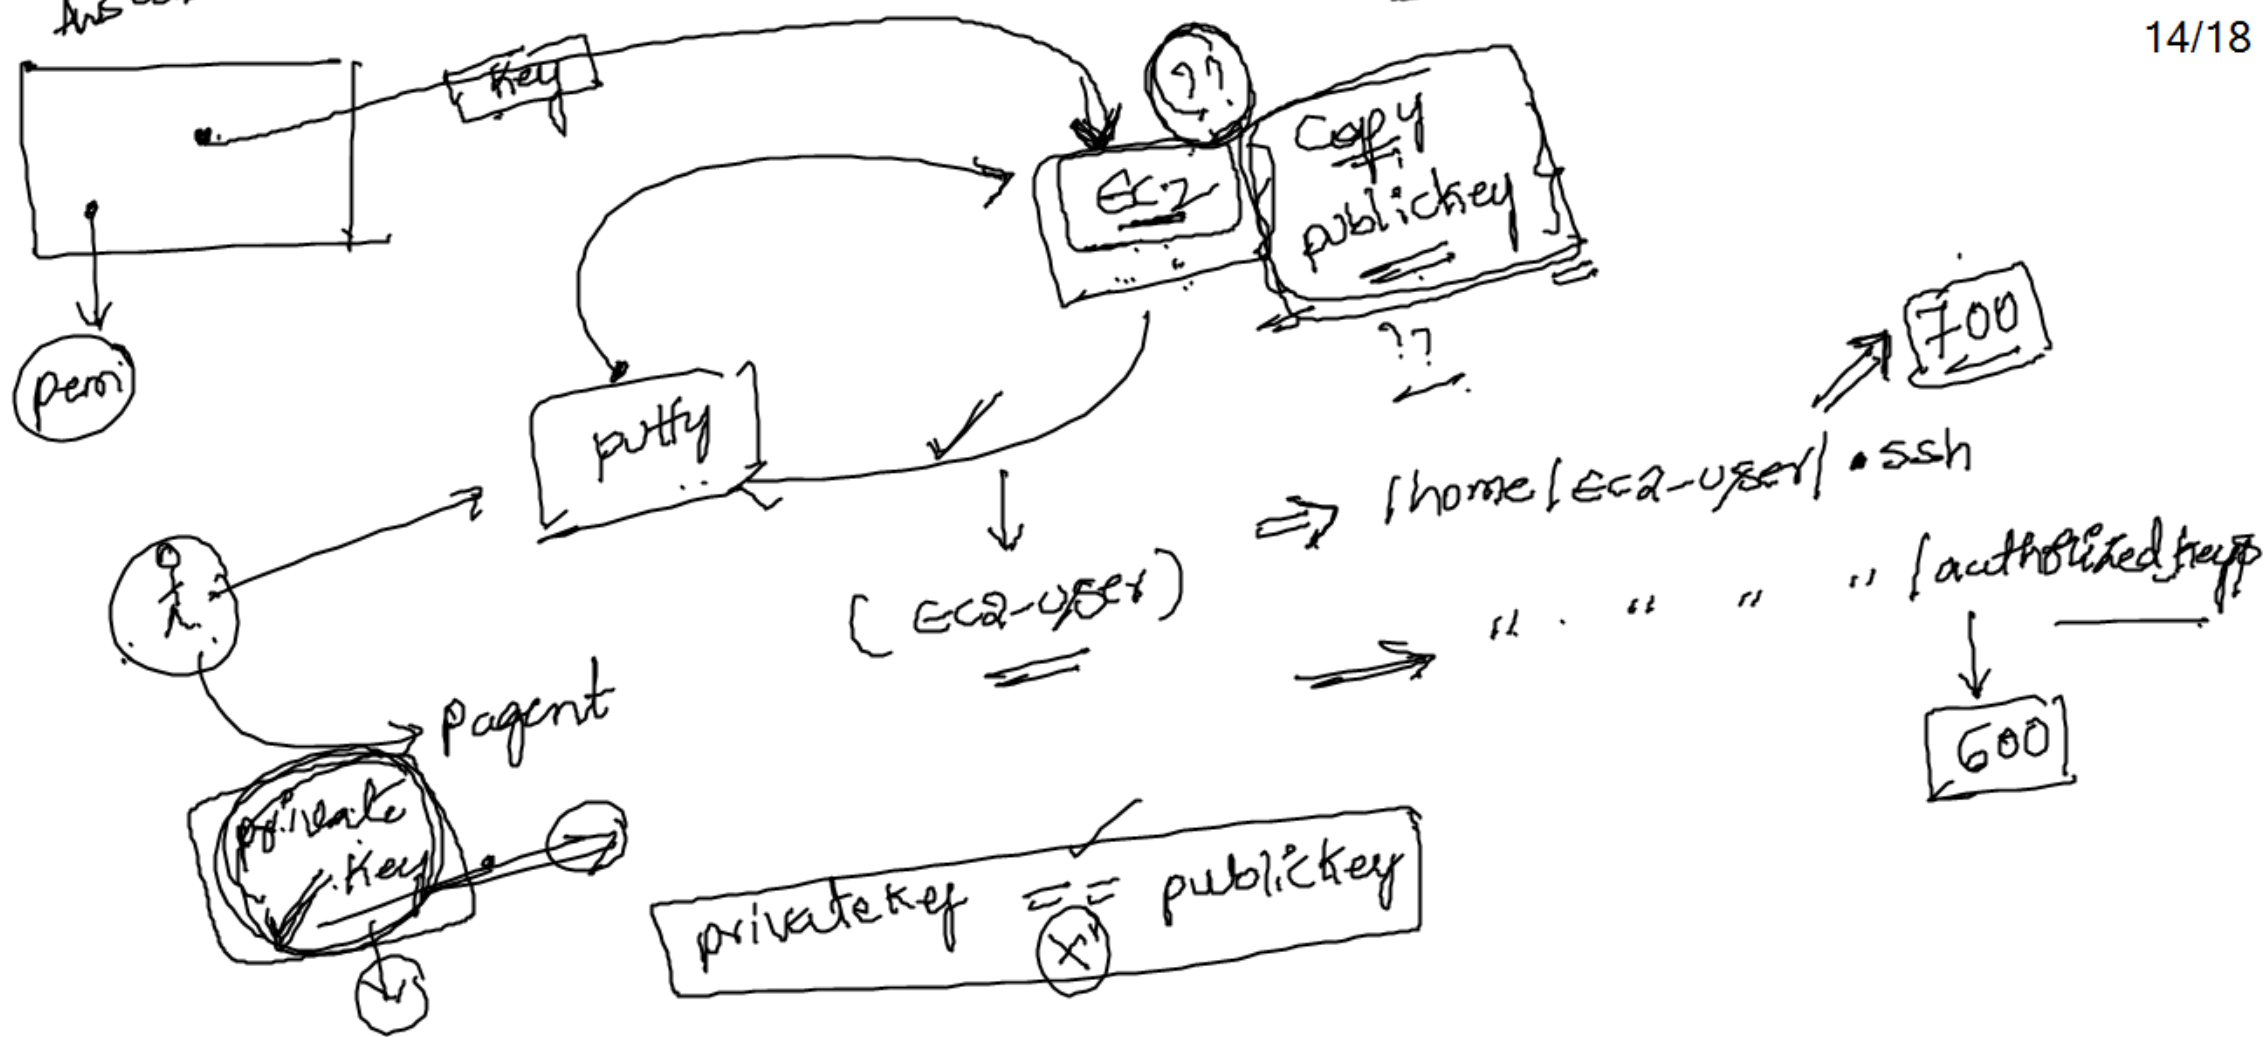 14/18
Key
??
Copy
publickey
EC2
??
700
pem
putty
/home/EC2-user/.ssh
(EC2-user)
" " " " /authorized_keys
600
pagent
private
key
privatekey == publickey
X